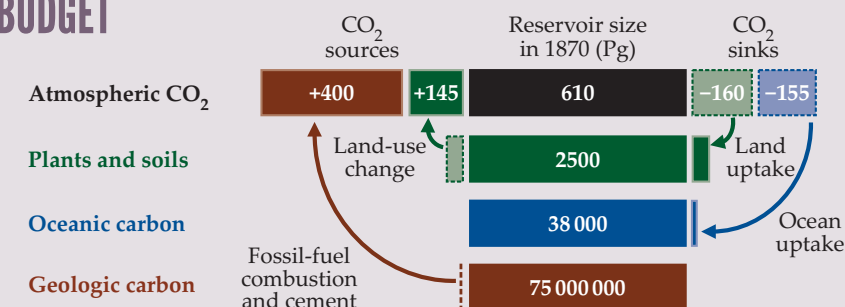 BUDGET
CO2
sources
Reservoir size
in 1870 (Pg)
CO2
sinks
Atmospheric CO2
+400
+145
610
−160
−155
Plants and soils
Land-use
change
2500
Land
uptake
Oceanic carbon
38 000
Ocean
uptake
Geologic carbon
Fossil-fuel
combustion
and cement
75 000 000